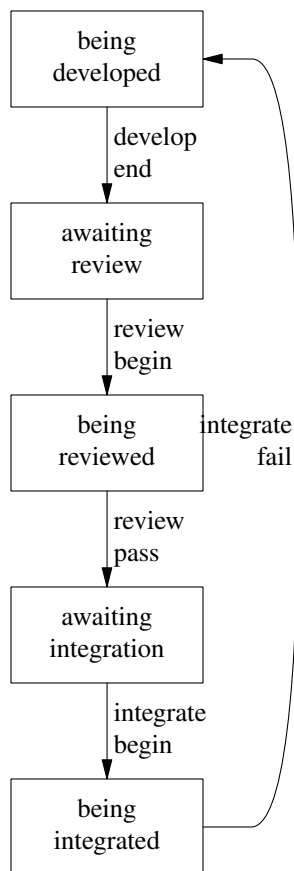 being
developed
develop
end
awaiting
review
review
begin
being
reviewed
integrate
fail
review
pass
awaiting
integration
integrate
begin
being
integrated